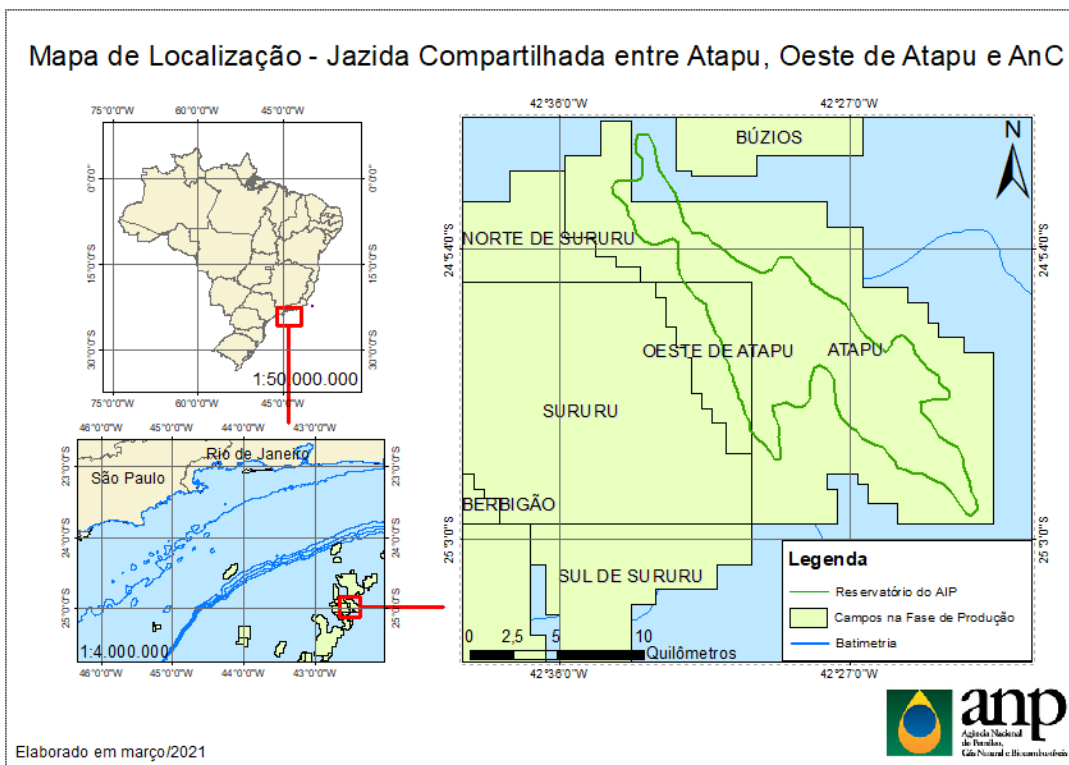 Mapa de Localização - Jazida Compartilhada entre Atapu, Oeste de Atapu e AnC
75°0'0"W 60°0'0"W 45°0'0"W
0°0'0" 0°0'0"
15°0'0"S 15°0'0"S
30°0'0"S 30°0'0"S
1:50.000.000
75°0'0"W 60°0'0"W 45°0'0"W
46°0'0"W 45°0'0"W 44°0'0"W 43°0'0"W
Rio de Janeiro
São Paulo
23°0'0"S 23°0'0"S
24°0'0"S 24°0'0"S
25°0'0"S 25°0'0"S
1:4.000.000
46°0'0"W 45°0'0"W 44°0'0"W 43°0'0"W
42°36'0"W 42°27'0"W
BÚZIOS
N
NORTE DE SURURU
24°54'0"S 24°54'0"S
OESTE DE ATAPU
ATAPU
SURURU
BERBIGÃO
25°3'0"S 25°3'0"S
SUL DE SURURU
0 2,5 5 10
Quilômetros
42°36'0"W 42°27'0"W
Legenda
Reservatório do AIP
Campos na Fase de Produção
Batimetria
anp
Agência Nacional
do Petróleo,
Gás Natural e Biocombustíveis
Elaborado em março/2021